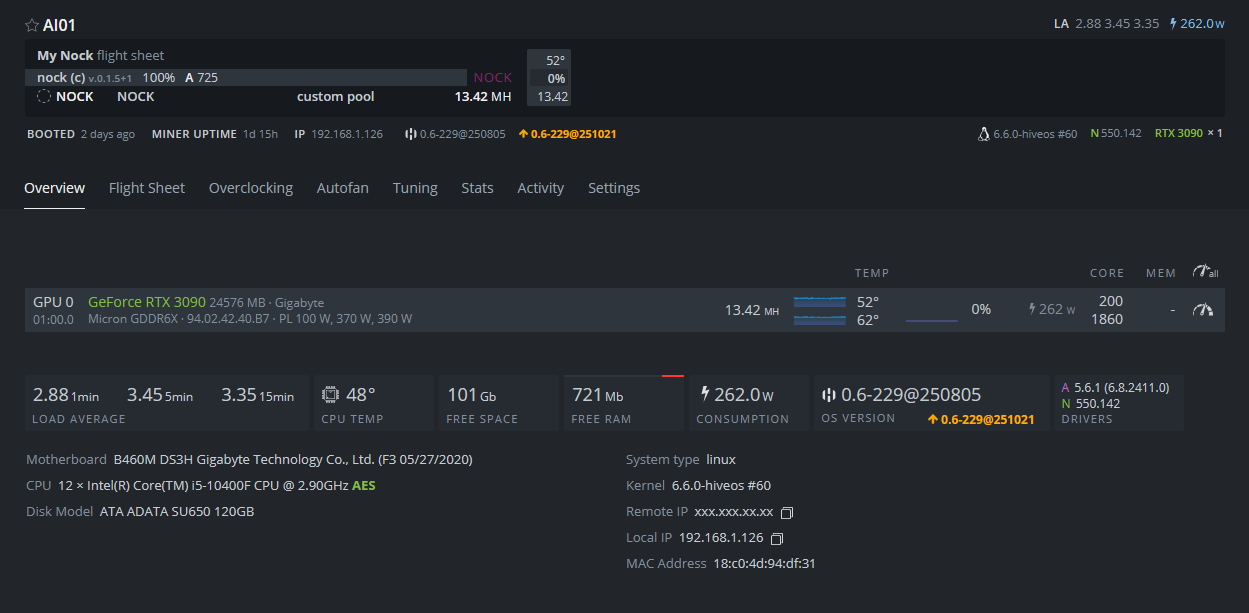 AI01
LA 2.88 3.45 3.35 262.0 W
My Nock flight sheet
52°
nock (c) v.0.1.5+1 100% A 725 NOCK 0%
NOCK NOCK custom pool 13.42 MH 13.42
BOOTED 2 days ago MINER UPTIME 1d 15h IP 192.168.1.126 0.6-229@250805 0.6-229@251021 6.6.0-hiveos #60 N 550.142 RTX 3090 × 1
Overview Flight Sheet Overclocking Autofan Tuning Stats Activity Settings
TEMP CORE MEM all
GPU 0 GeForce RTX 3090 24576 MB · Gigabyte
01:00.0 Micron GDDR6X · 94.02.42.40.B7 · PL 100 W, 370 W, 390 W
13.42 MH 52° 62° 0% 262 W 200 1860 -
2.88 1min 3.45 5min 3.35 15min
LOAD AVERAGE
48°
CPU TEMP
101 Gb
FREE SPACE
721 Mb
FREE RAM
262.0 W
CONSUMPTION
0.6-229@250805
OS VERSION 0.6-229@251021
A 5.6.1 (6.8.2411.0)
N 550.142
DRIVERS
Motherboard B460M DS3H Gigabyte Technology Co., Ltd. (F3 05/27/2020)
CPU 12 × Intel(R) Core(TM) i5-10400F CPU @ 2.90GHz AES
Disk Model ATA ADATA SU650 120GB
System type linux
Kernel 6.6.0-hiveos #60
Remote IP xxx.xxx.xx.xx
Local IP 192.168.1.126
MAC Address 18:c0:4d:94:df:31